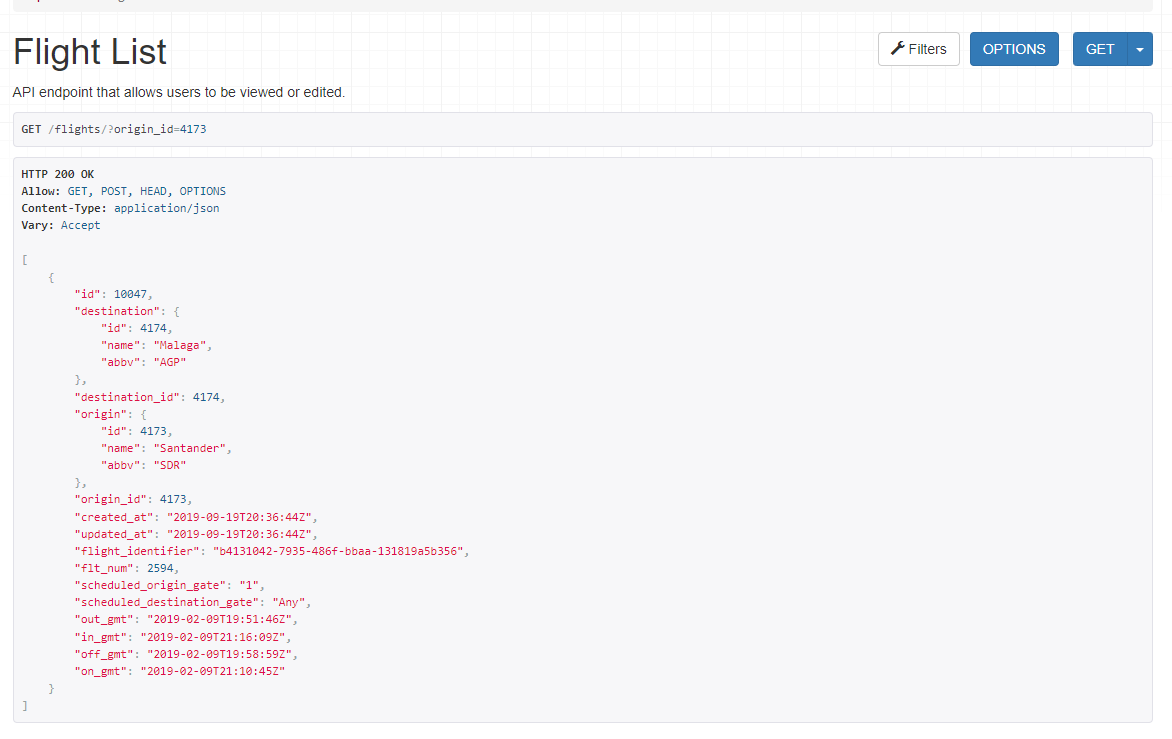 Flight List
Filters
OPTIONS
GET
API endpoint that allows users to be viewed or edited.
GET /flights/?origin_id=4173
HTTP 200 OK
Allow: GET, POST, HEAD, OPTIONS
Content-Type: application/json
Vary: Accept
[
    {
        "id": 10047,
        "destination": {
            "id": 4174,
            "name": "Malaga",
            "abbv": "AGP"
        },
        "destination_id": 4174,
        "origin": {
            "id": 4173,
            "name": "Santander",
            "abbv": "SDR"
        },
        "origin_id": 4173,
        "created_at": "2019-09-19T20:36:44Z",
        "updated_at": "2019-09-19T20:36:44Z",
        "flight_identifier": "b4131042-7935-486f-bbaa-131819a5b356",
        "flt_num": 2594,
        "scheduled_origin_gate": "1",
        "scheduled_destination_gate": "Any",
        "out_gmt": "2019-02-09T19:51:46Z",
        "in_gmt": "2019-02-09T21:16:09Z",
        "off_gmt": "2019-02-09T19:58:59Z",
        "on_gmt": "2019-02-09T21:10:45Z"
    }
]